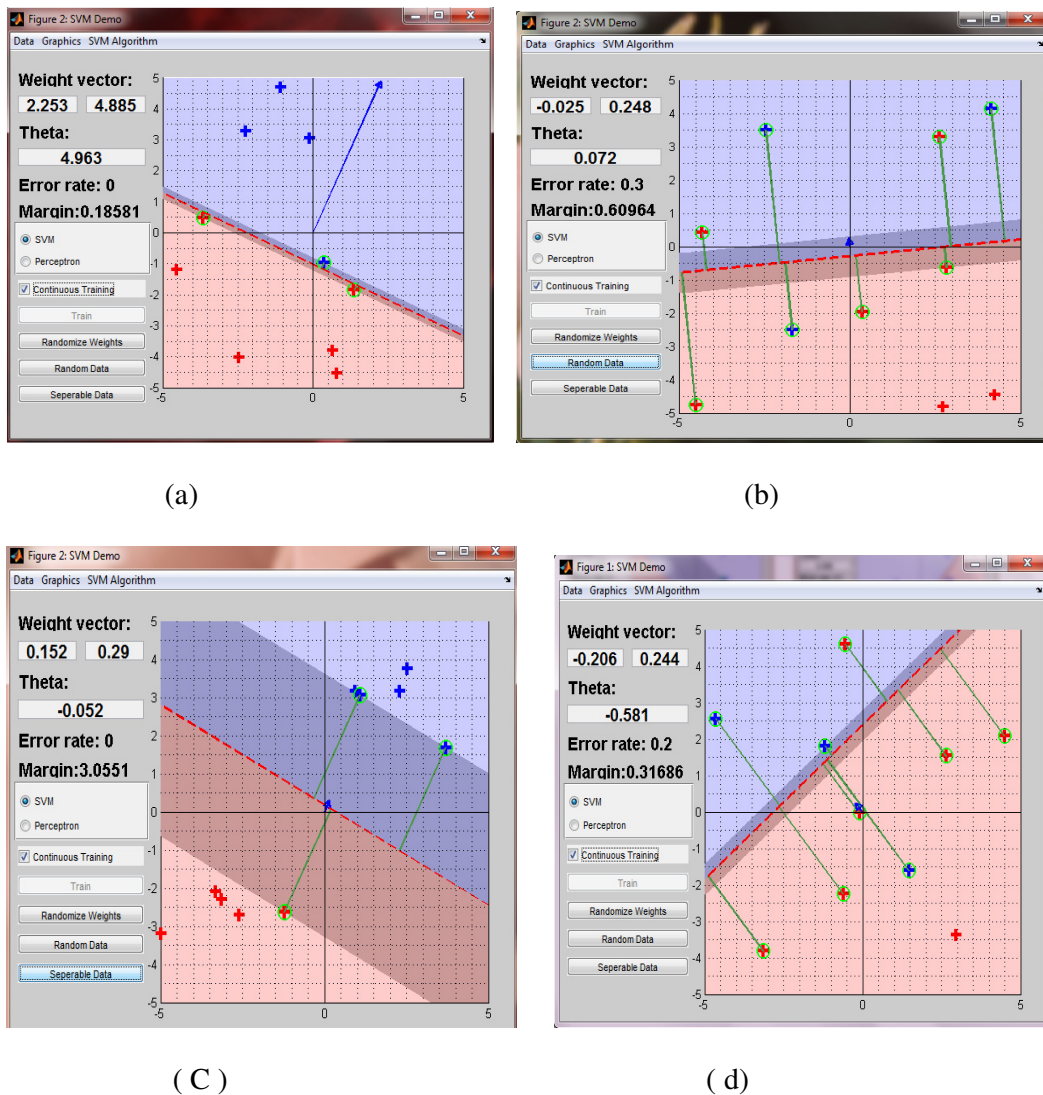 Figure 2: SVM Demo
Data Graphics SVM Algorithm
Weight vector:
2.253 4.885
Theta:
4.963
Error rate: 0
Margin:0.18581
SVM
Perceptron
Continuous Training
Train
Randomize Weights
Random Data
Seperable Data
5
4
3
2
1
0
-1
-2
-3
-4
-5
-5 0 5
(a)
Figure 2: SVM Demo
Data Graphics SVM Algorithm
Weight vector:
-0.025 0.248
Theta:
0.072
Error rate: 0.3
Margin:0.60964
SVM
Perceptron
Continuous Training
Train
Randomize Weights
Random Data
Seperable Data
5
4
3
2
1
0
-1
-2
-3
-4
-5
-5 0 5
(b)
Figure 2: SVM Demo
Data Graphics SVM Algorithm
Weight vector:
0.152 0.29
Theta:
-0.052
Error rate: 0
Margin:3.0551
SVM
Perceptron
Continuous Training
Train
Randomize Weights
Random Data
Seperable Data
5
4
3
2
1
0
-1
-2
-3
-4
-5
-5 0 5
( C )
Figure 1: SVM Demo
Data Graphics SVM Algorithm
Weight vector:
-0.206 0.244
Theta:
-0.581
Error rate: 0.2
Margin:0.31686
SVM
Perceptron
Continuous Training
Train
Randomize Weights
Random Data
Seperable Data
5
4
3
2
1
0
-1
-2
-3
-4
-5
-5 0 5
( d)